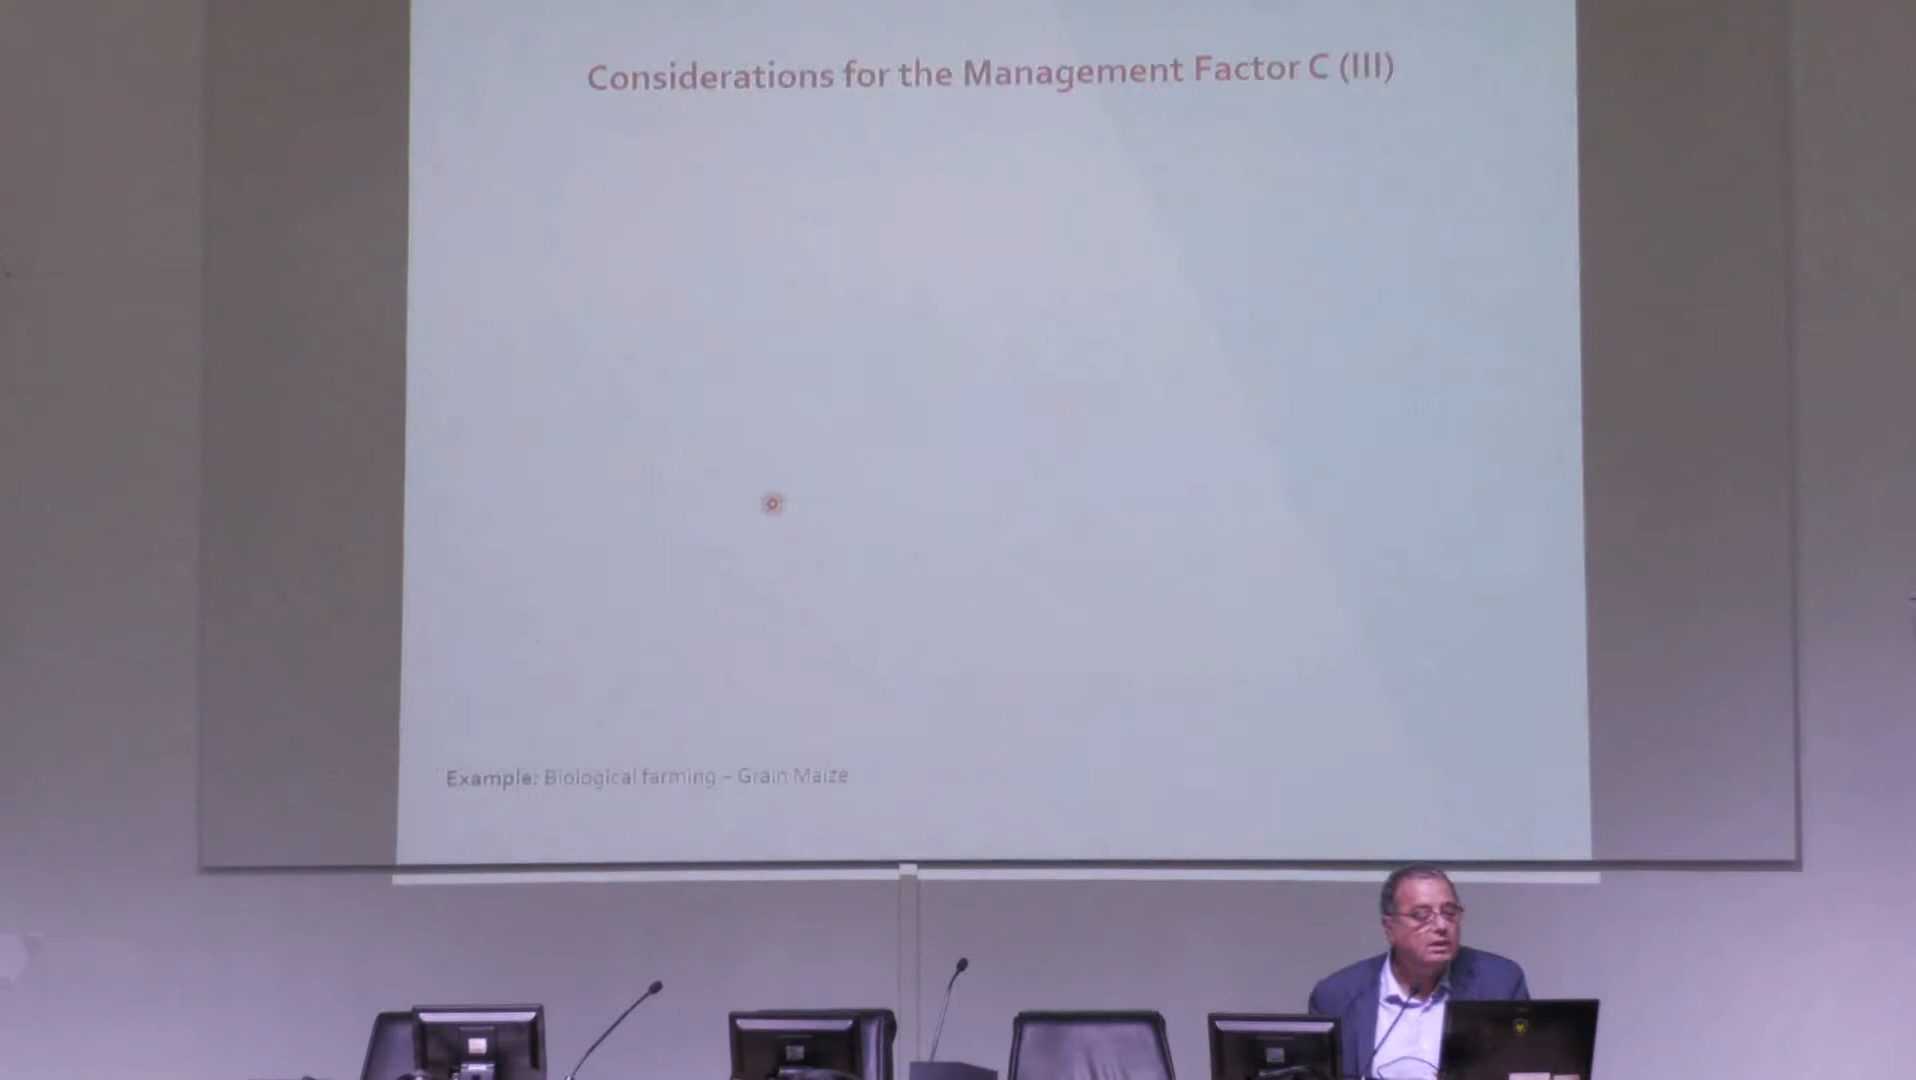 Considerations for the Management Factor C (III)
Example: Biological farming – Grain Maize